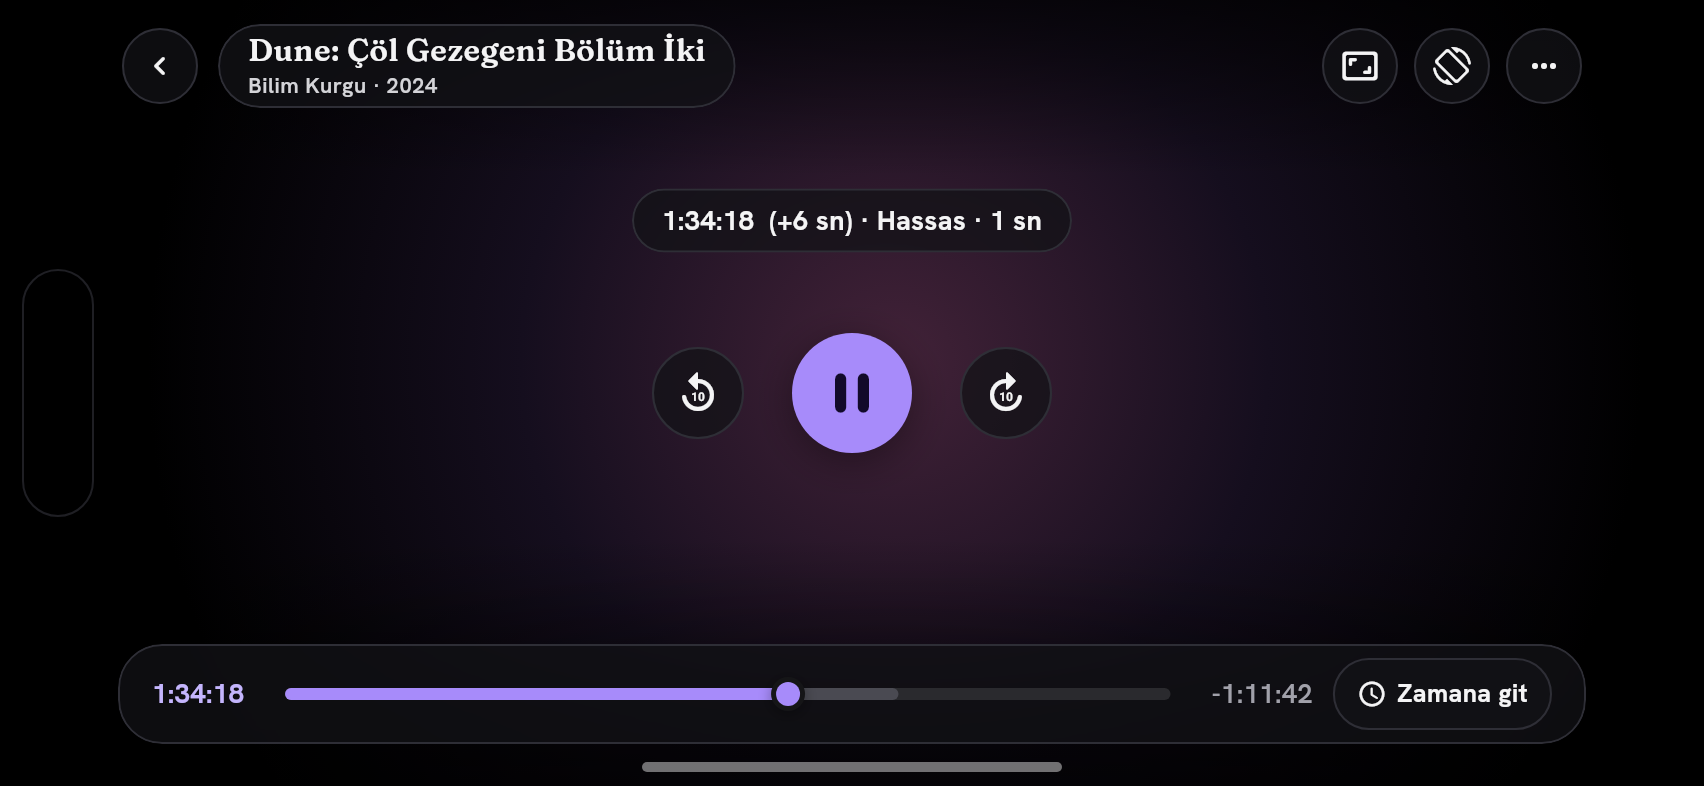 Dune: Çöl Gezegeni Bölüm İki
Bilim Kurgu · 2024
1:34:18 (+6 sn) · Hassas · 1 sn
10
10
1:34:18
-1:11:42
Zamana git